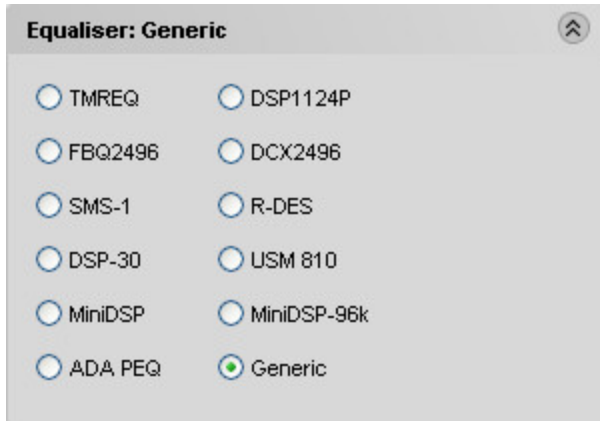 Equaliser: Generic
TMREQ DSP1124P
FBQ2496 DCX2496
SMS-1 R-DES
DSP-30 USM 810
MiniDSP MiniDSP-96k
ADA PEQ Generic